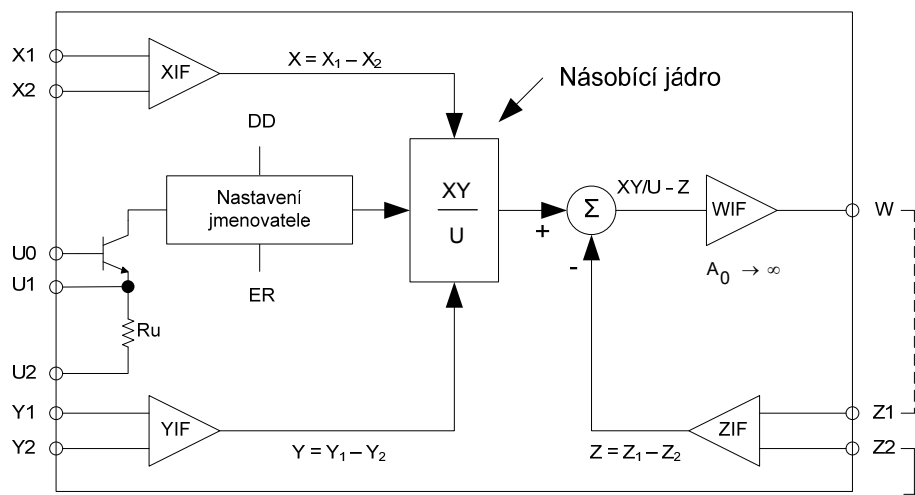 X1
XIF
X = X₁ – X₂
X2
Násobící jádro
DD
Nastavení
jmenovatele
XY
U
XY/U - Z
Σ
WIF
W
+
-
A₀ → ∞
U0
U1
ER
Ru
U2
Y1
YIF
Y = Y₁ – Y₂
Y2
Z = Z₁ – Z₂
ZIF
Z1
Z2